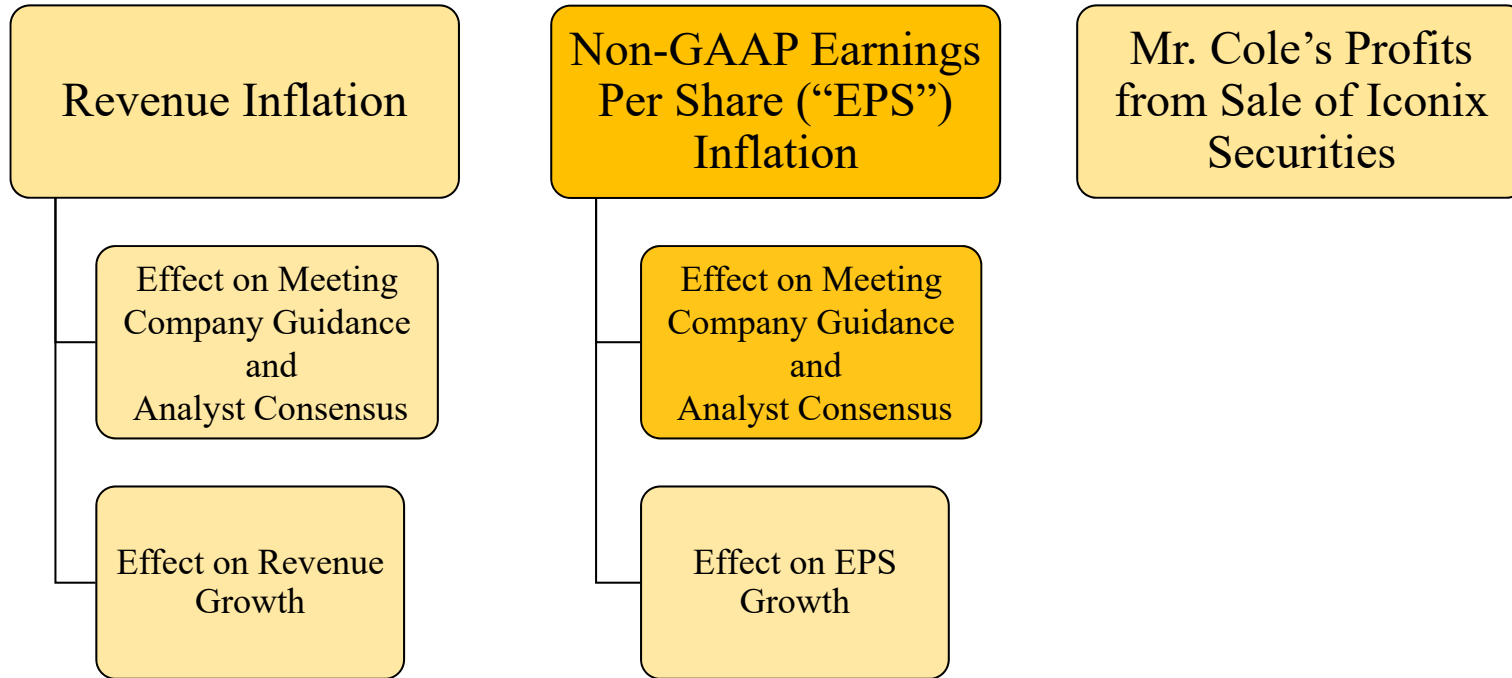 Revenue Inflation
Effect on Meeting
Company Guidance
and
Analyst Consensus
Effect on Revenue
Growth
Non-GAAP Earnings
Per Share (“EPS”)
Inflation
Effect on Meeting
Company Guidance
and
Analyst Consensus
Effect on EPS
Growth
Mr. Cole’s Profits
from Sale of Iconix
Securities